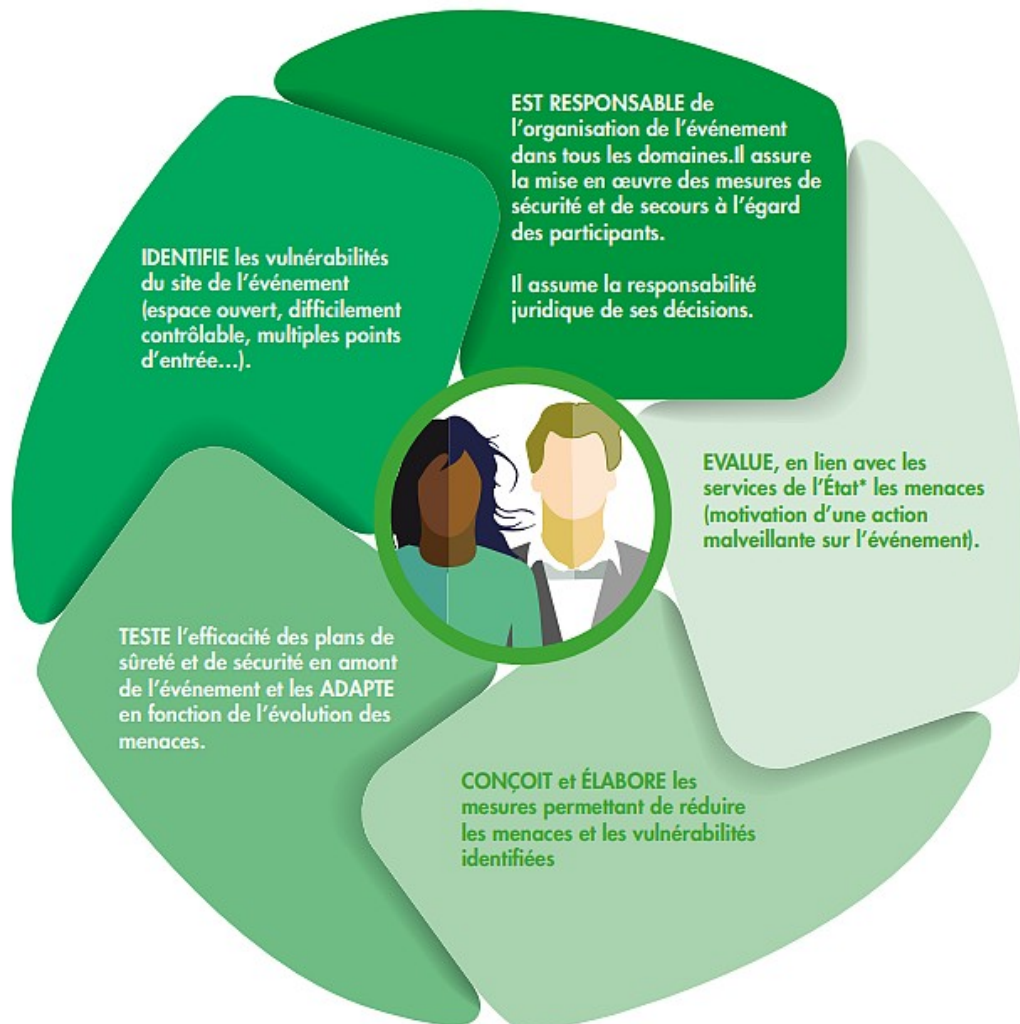 EST RESPONSABLE de
l'organisation de l'événement
dans tous les domaines.Il assure
la mise en œuvre des mesures de
sécurité et de secours à l'égard
des participants.
Il assume la responsabilité
juridique de ses décisions.
IDENTIFIE les vulnérabilités
du site de l'événement
(espace ouvert, difficilement
contrôlable, multiples points
d'entrée...).
EVALUE, en lien avec les
services de l'État* les menaces
(motivation d'une action
malveillante sur l'événement).
TESTE l'efficacité des plans de
sûreté et de sécurité en amont
de l'événement et les ADAPTE
en fonction de l'évolution des
menaces.
CONÇOIT et ÉLABORE les
mesures permettant de réduire
les menaces et les vulnérabilités
identifiées